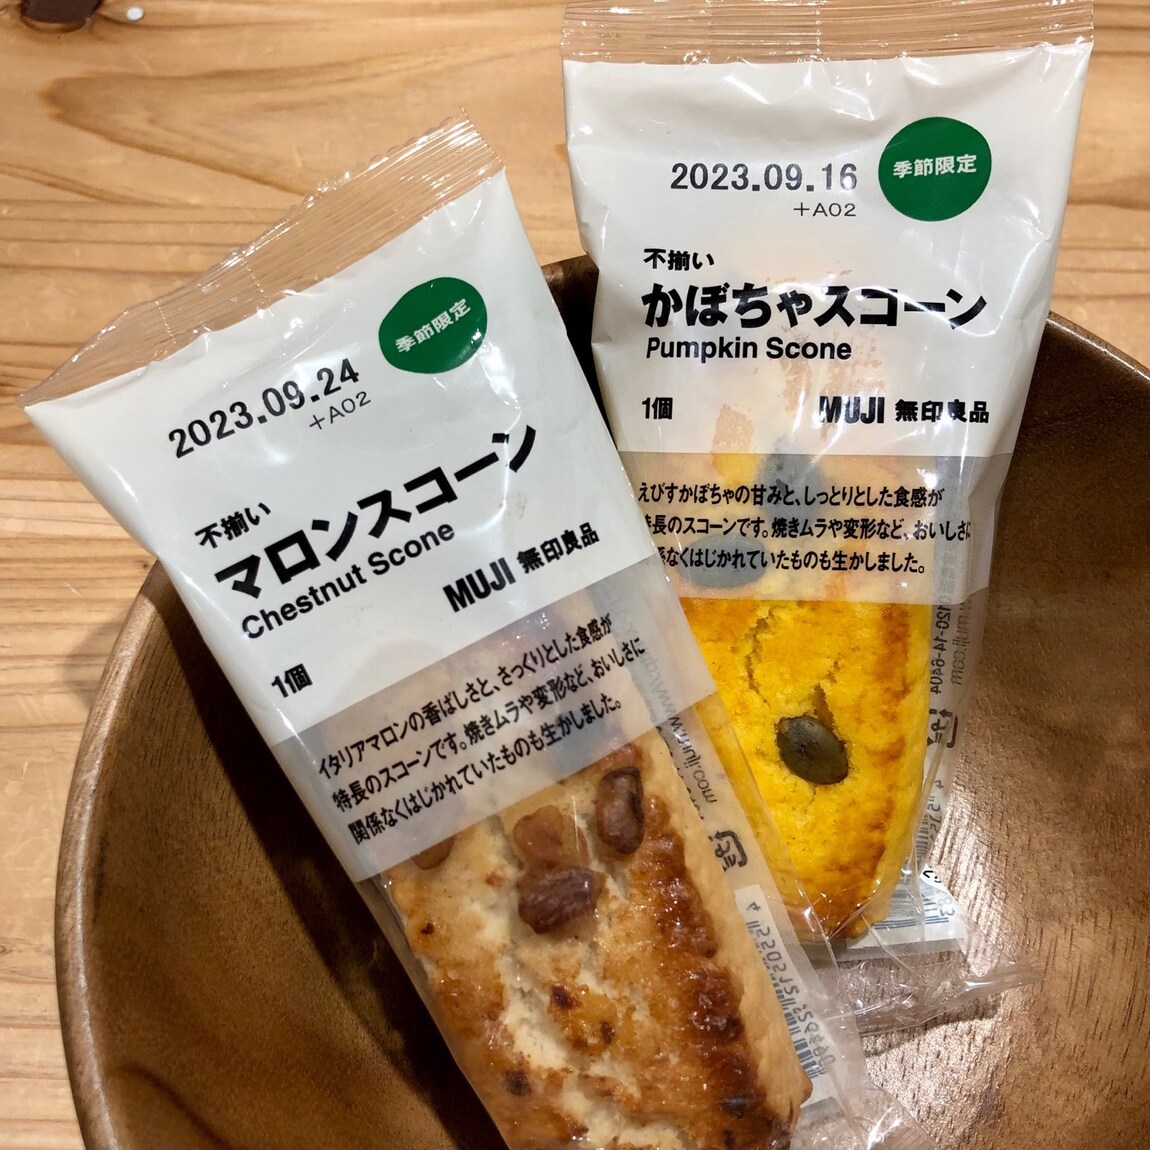 2023.09.24
+A02
季節限定
不揃い
マロンスコーン
Chestnut Scone
MUJI 無印良品
1個
イタリアマロンの香ばしさと、さっくりとした食感が
特長のスコーンです。焼きムラや変形など、おいしさに
関係なくはじかれていたものも生かしました。
2023.09.16
+A02
季節限定
不揃い
かぼちゃスコーン
Pumpkin Scone
1個
MUJI 無印良品
えびすかぼちゃの甘みと、しっとりとした食感が
特長のスコーンです。焼きムラや変形など、おいしさに
係なくはじかれていたものも生かしました。